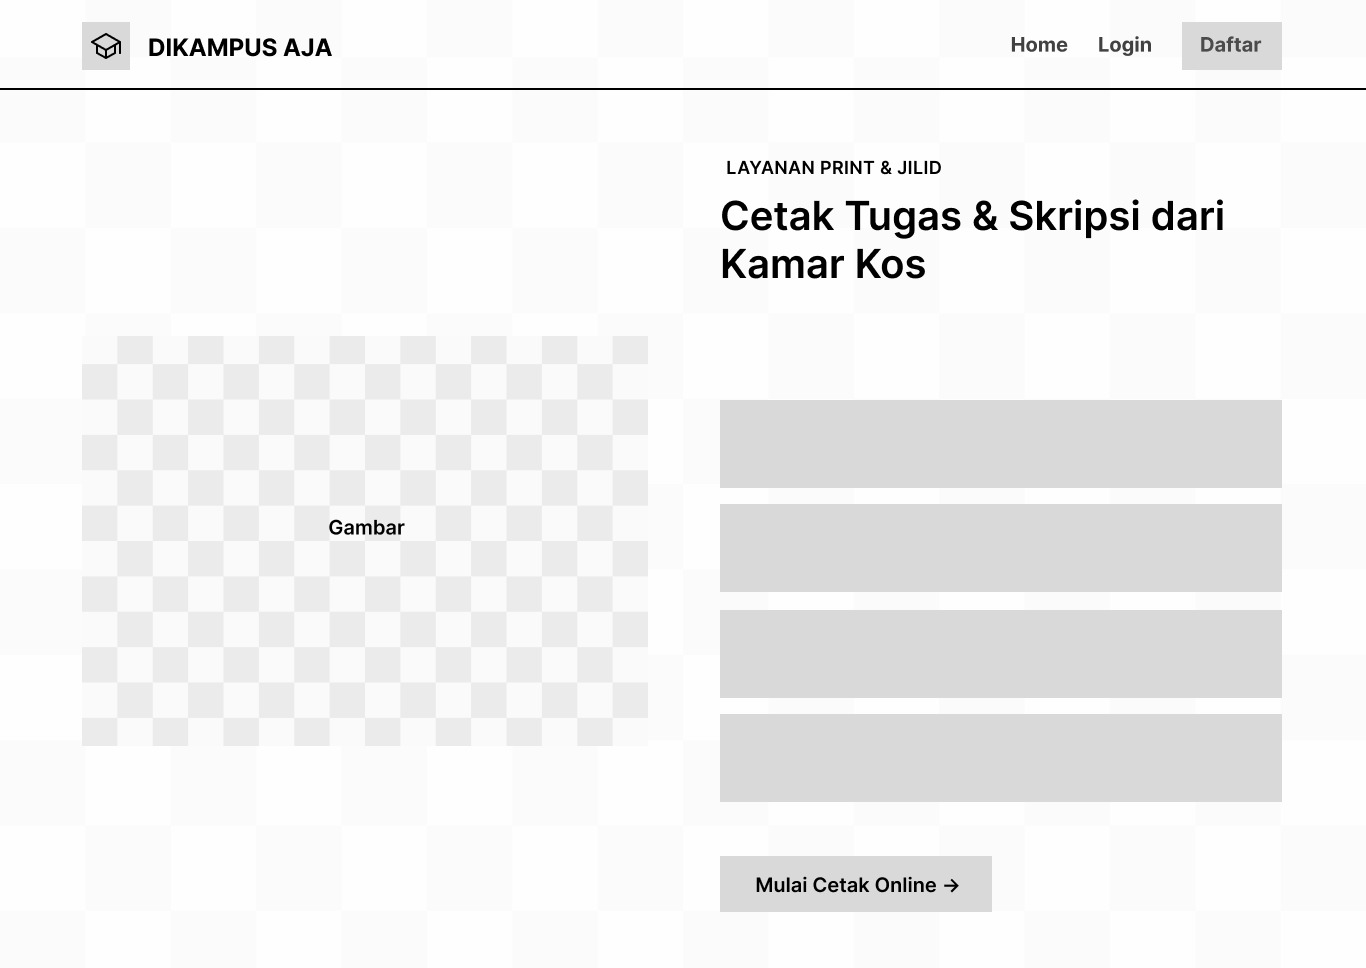 DIKAMPUS AJA
Home
Login
Daftar
LAYANAN PRINT & JILID
Cetak Tugas & Skripsi dari
Kamar Kos
Gambar
Mulai Cetak Online →